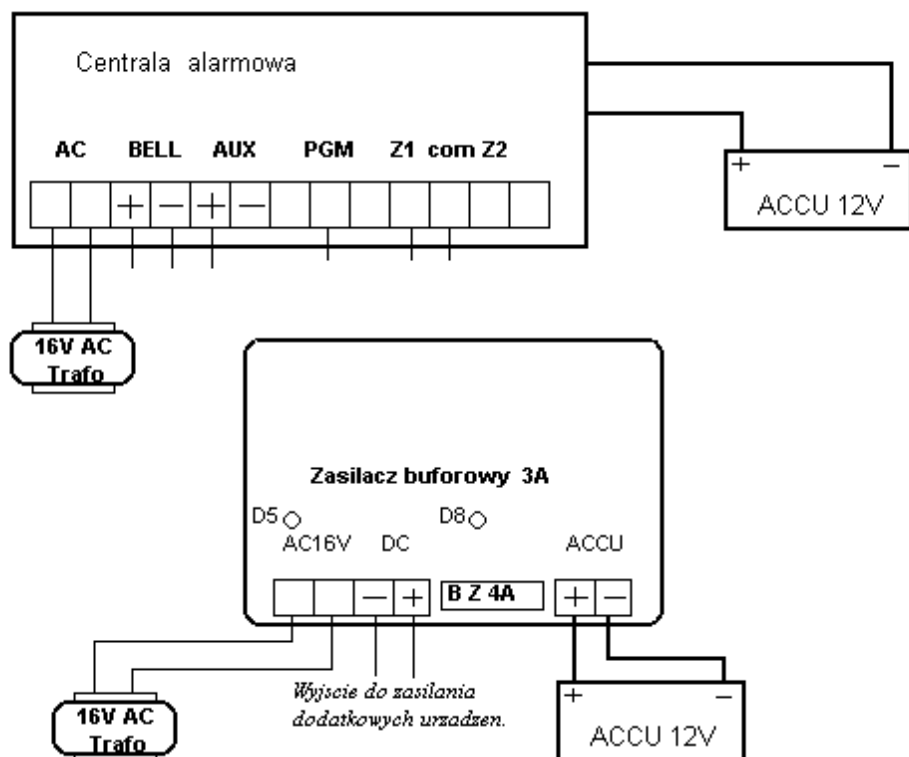 Centrala alarmowa
AC BELL AUX PGM Z1 com Z2
+ − + −
+ −
ACCU 12V
16V AC
Trafo
Zasilacz buforowy 3A
D5 D8
AC16V DC ACCU
− + B Z 4A + −
Wyjscie do zasilania
dodatkowych urzadzen.
+ −
16V AC
Trafo
ACCU 12V